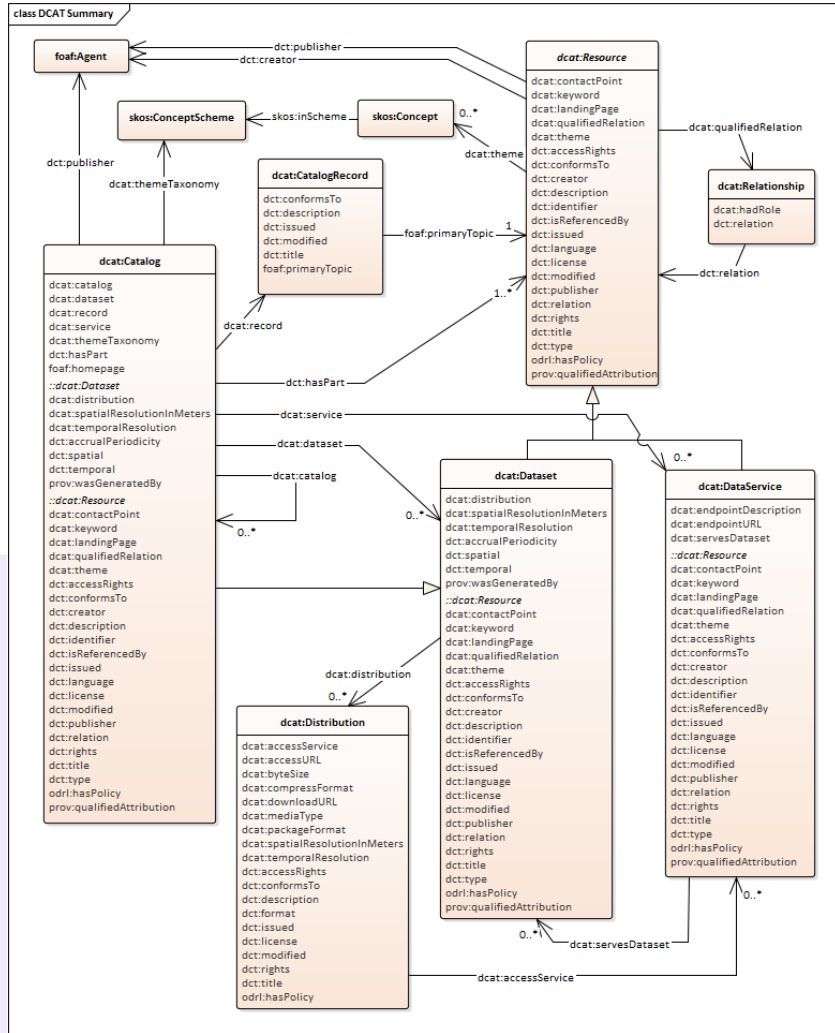 class DCAT Summary
foaf:Agent
dct:publisher
dct:creator
dcat:Resource
dcat:contactPoint
dcat:keyword
dcat:landingPage
dcat:qualifiedRelation
dcat:theme
dct:accessRights
dct:conformsTo
dct:creator
dct:description
dct:identifier
dct:isReferencedBy
dct:issued
dct:language
dct:license
dct:modified
dct:publisher
dct:relation
dct:rights
dct:title
dct:type
odrl:hasPolicy
prov:qualifiedAttribution
skos:ConceptScheme
skos:inScheme
skos:Concept
0..*
dcat:theme
dcat:qualifiedRelation
dcat:Relationship
dcat:hadRole
dct:relation
dct:relation
dct:publisher
dcat:themeTaxonomy
dcat:CatalogRecord
dct:conformsTo
dct:description
dct:issued
dct:modified
dct:title
foaf:primaryTopic
foaf:primaryTopic
1
1..*
dcat:record
dct:hasPart
dcat:service
0..*
dcat:dataset
0..*
dcat:catalog
0..*
dcat:Catalog
dcat:catalog
dcat:dataset
dcat:record
dcat:service
dcat:themeTaxonomy
dct:hasPart
foaf:homepage
::dcat:Dataset
dcat:distribution
dcat:spatialResolutionInMeters
dcat:temporalResolution
dct:accrualPeriodicity
dct:spatial
dct:temporal
prov:wasGeneratedBy
::dcat:Resource
dcat:contactPoint
dcat:keyword
dcat:landingPage
dcat:qualifiedRelation
dcat:theme
dct:accessRights
dct:conformsTo
dct:creator
dct:description
dct:identifier
dct:isReferencedBy
dct:issued
dct:language
dct:license
dct:modified
dct:publisher
dct:relation
dct:rights
dct:title
dct:type
odrl:hasPolicy
prov:qualifiedAttribution
dcat:Dataset
dcat:distribution
dcat:spatialResolutionInMeters
dcat:temporalResolution
dct:accrualPeriodicity
dct:spatial
dct:temporal
prov:wasGeneratedBy
::dcat:Resource
dcat:contactPoint
dcat:keyword
dcat:landingPage
dcat:qualifiedRelation
dcat:theme
dct:accessRights
dct:conformsTo
dct:creator
dct:description
dct:identifier
dct:isReferencedBy
dct:issued
dct:language
dct:license
dct:modified
dct:publisher
dct:relation
dct:rights
dct:title
dct:type
odrl:hasPolicy
prov:qualifiedAttribution
dcat:DataService
dcat:endpointDescription
dcat:endpointURL
dcat:servesDataset
::dcat:Resource
dcat:contactPoint
dcat:keyword
dcat:landingPage
dcat:qualifiedRelation
dcat:theme
dct:accessRights
dct:conformsTo
dct:creator
dct:description
dct:identifier
dct:isReferencedBy
dct:issued
dct:language
dct:license
dct:modified
dct:publisher
dct:relation
dct:rights
dct:title
dct:type
odrl:hasPolicy
prov:qualifiedAttribution
dcat:distribution
0..*
dcat:Distribution
dcat:accessService
dcat:accessURL
dcat:byteSize
dcat:compressFormat
dcat:downloadURL
dcat:mediaType
dcat:packageFormat
dcat:spatialResolutionInMeters
dcat:temporalResolution
dct:accessRights
dct:conformsTo
dct:description
dct:format
dct:issued
dct:license
dct:modified
dct:rights
dct:title
odrl:hasPolicy
0..*
dcat:servesDataset
0..*
dcat:accessService